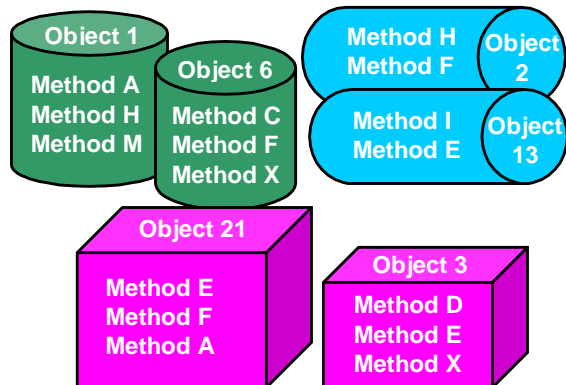 Object 1
Method A
Method H
Method M
Object 6
Method C
Method F
Method X
Method H
Method F
Object
2
Method I
Method E
Object
13
Object 21
Method E
Method F
Method A
Object 3
Method D
Method E
Method X